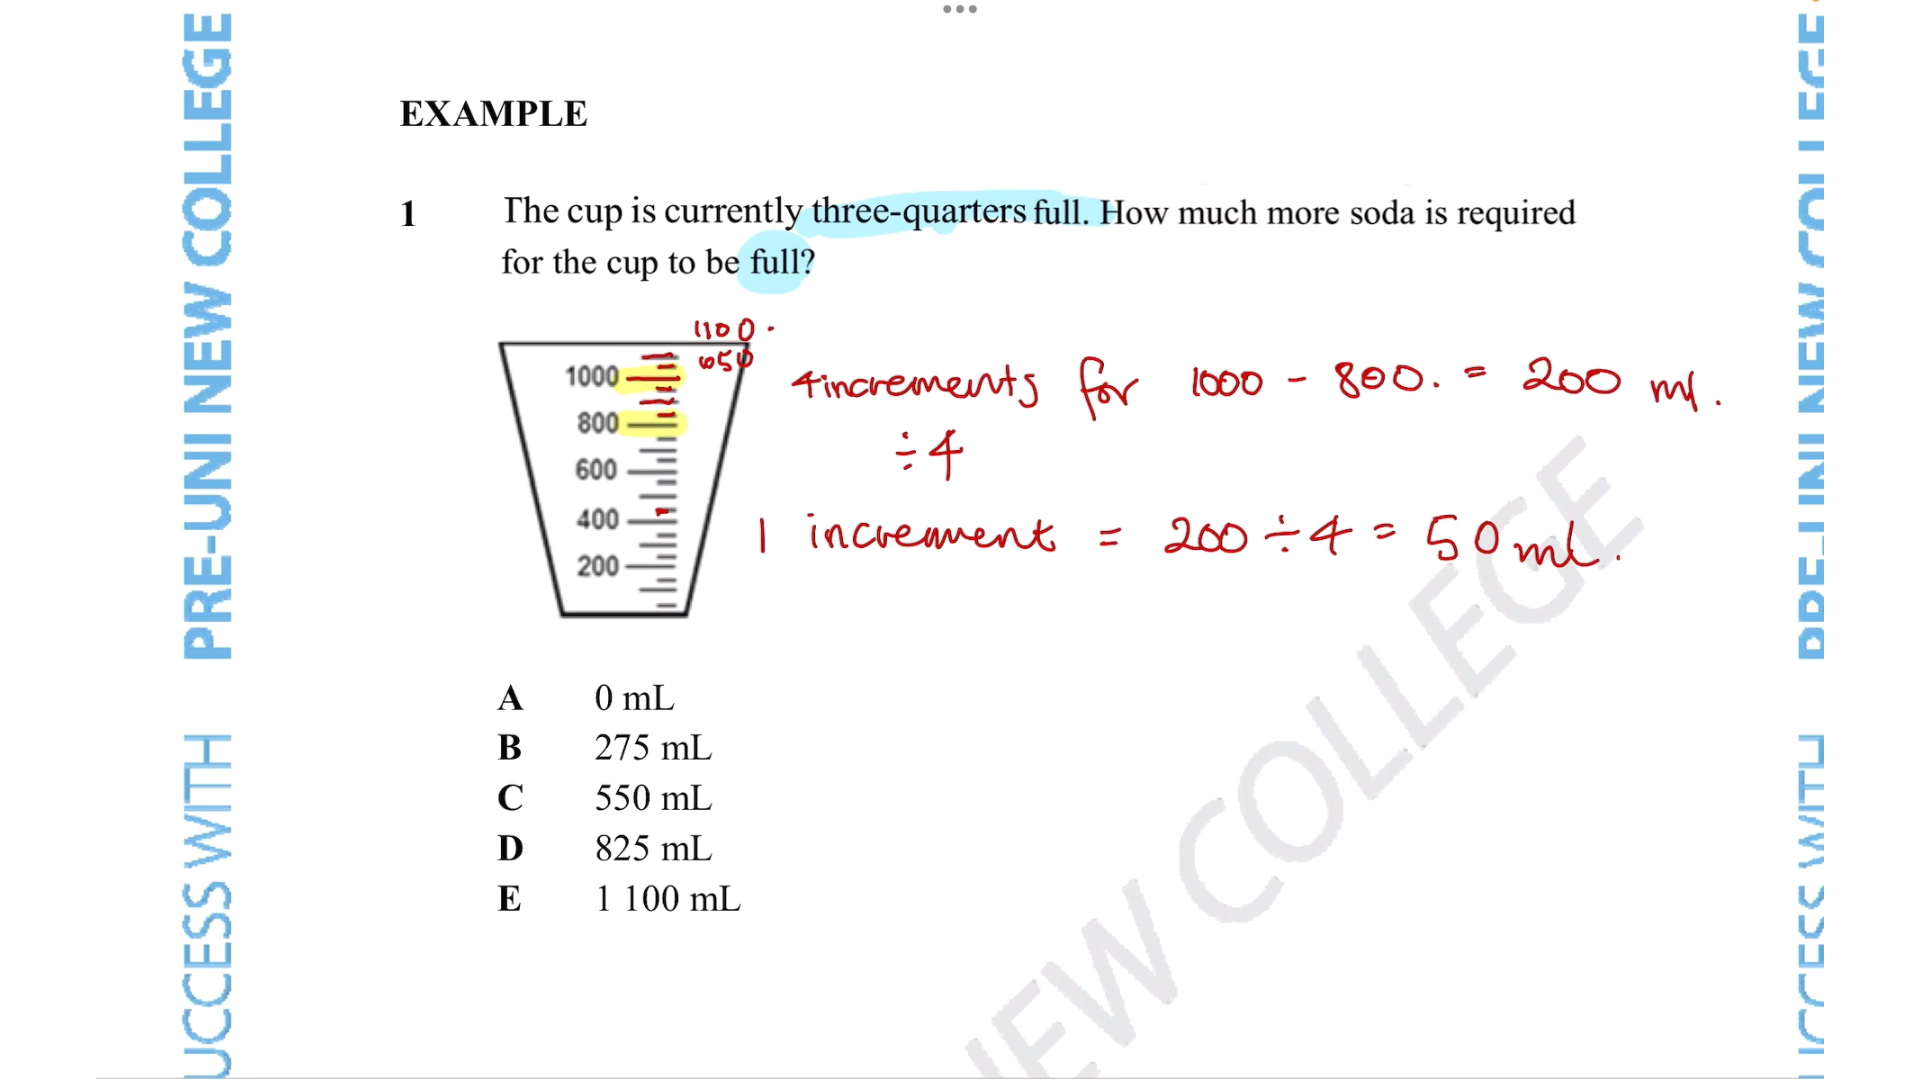 EXAMPLE
1 The cup is currently three-quarters full. How much more soda is required
for the cup to be full?
1100.
1050
1000
800
600
400
200
4 increments for 1000 - 800. = 200 ml.
÷4
1 increment = 200 ÷ 4 = 50 ml.
A 0 mL
B 275 mL
C 550 mL
D 825 mL
E 1 100 mL
UCCESS WITH PRE-UNI NEW COLLEGE
UCCESS WITH PRE-UNI NEW COLLEGE
NEW COLLEGE